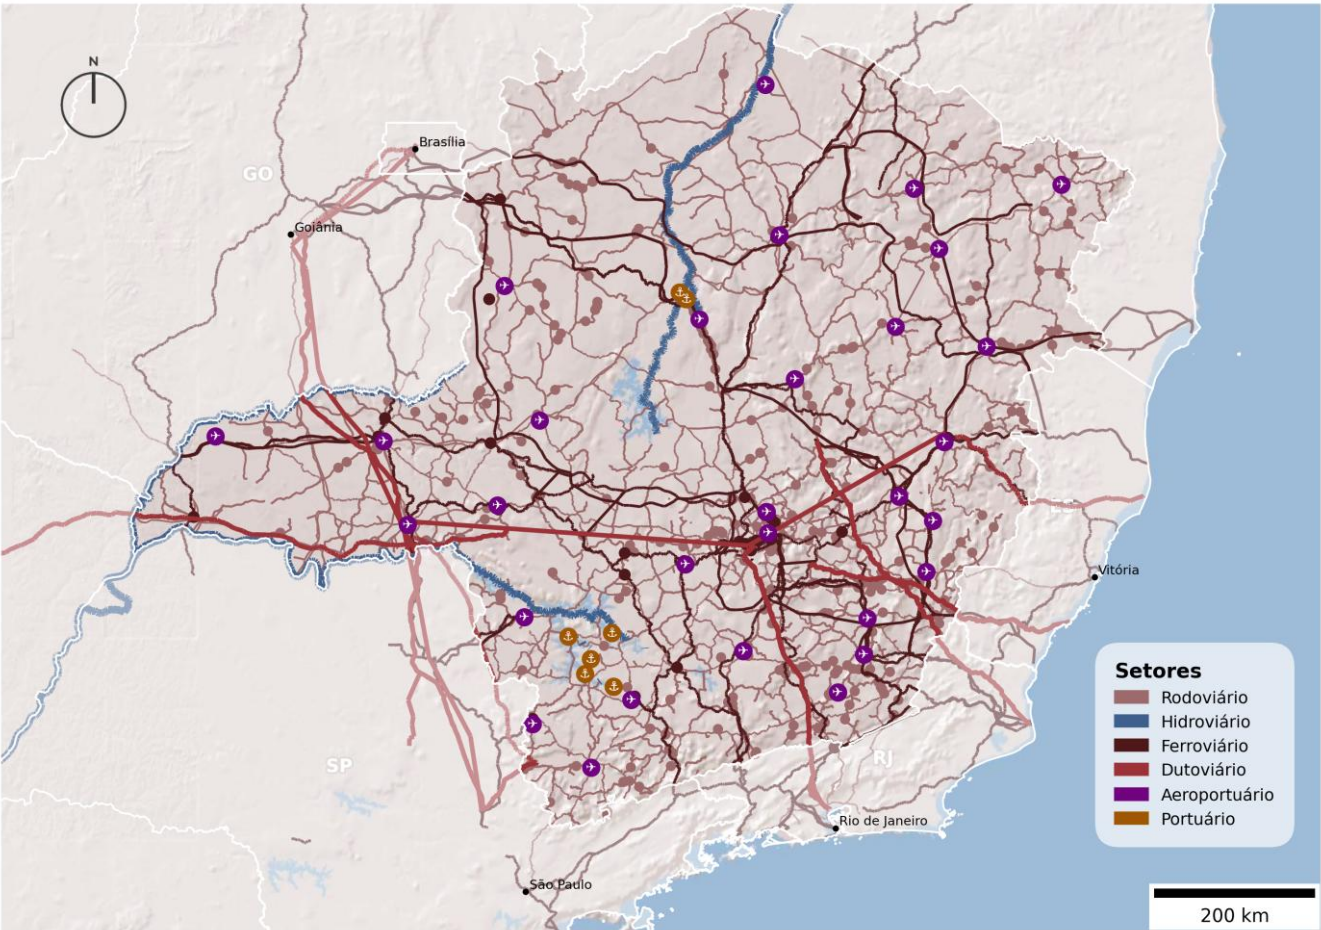 N
Brasília
GO
Goiânia
ES
Vitória
Setores
Rodoviário
Hidroviário
Ferroviário
Dutoviário
Aeroportuário
Portuário
SP
RJ
Rio de Janeiro
São Paulo
200 km